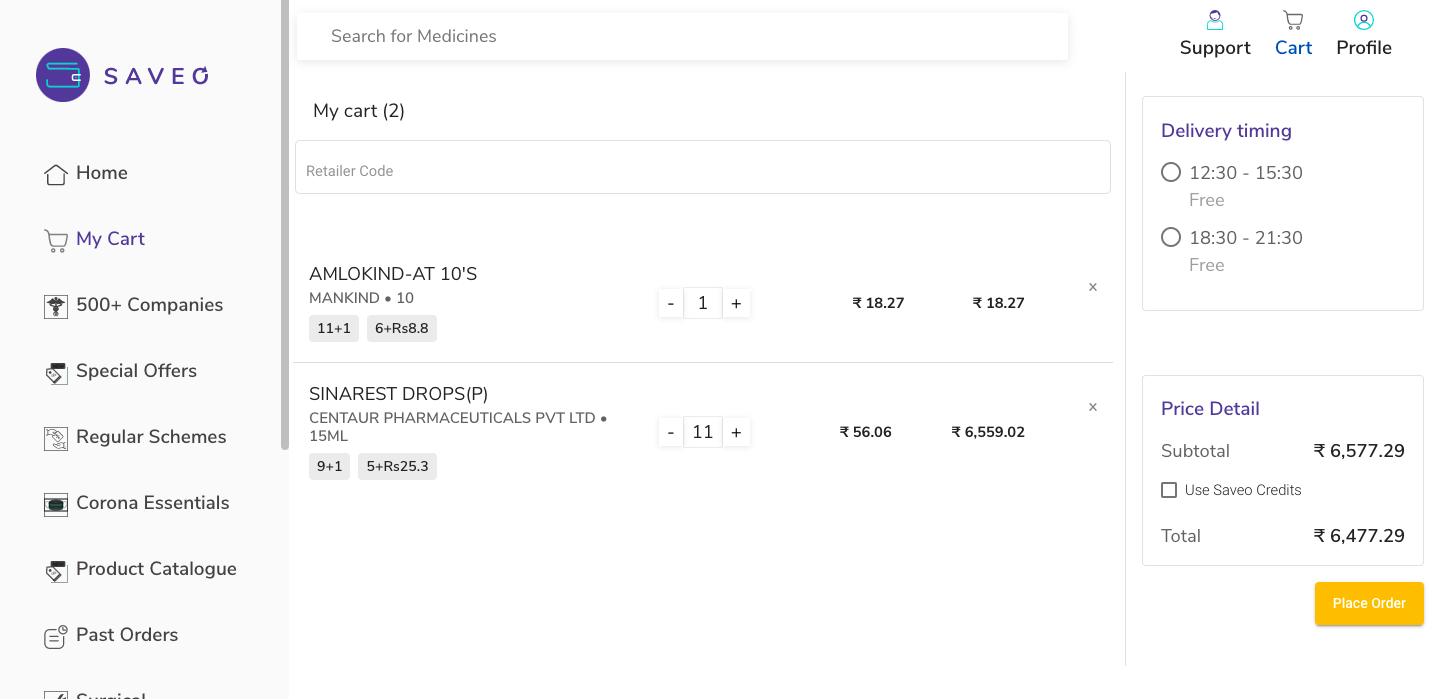 SAVEO
Home
My Cart
500+ Companies
Special Offers
Regular Schemes
Corona Essentials
Product Catalogue
Past Orders
Surgical
Search for Medicines
Support Cart Profile
My cart (2)
Retailer Code
AMLOKIND-AT 10'S
MANKIND • 10
11+1 6+Rs8.8
- 1 + ₹ 18.27 ₹ 18.27 ×
SINAREST DROPS(P)
CENTAUR PHARMACEUTICALS PVT LTD •
15ML
9+1 5+Rs25.3
- 11 + ₹ 56.06 ₹ 6,559.02 ×
Delivery timing
12:30 - 15:30
Free
18:30 - 21:30
Free
Price Detail
Subtotal ₹ 6,577.29
Use Saveo Credits
Total ₹ 6,477.29
Place Order